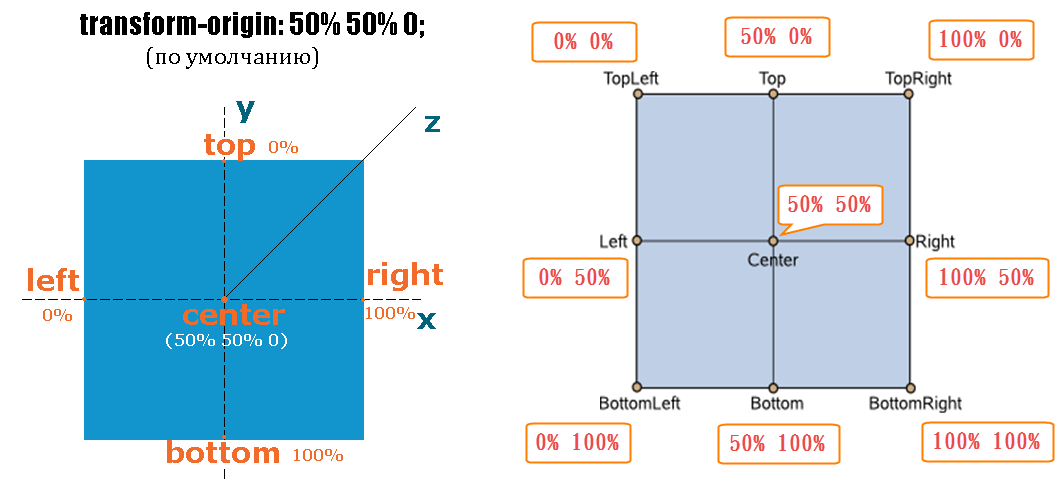 transform-origin: 50% 50% 0;
(по умолчанию)
y
z
top 0%
left
right
0%
100%
x
center
(50% 50% 0)
bottom 100%
0% 0%
50% 0%
100% 0%
TopLeft
Top
TopRight
50% 50%
Left
Right
Center
0% 50%
100% 50%
BottomLeft
Bottom
BottomRight
0% 100%
50% 100%
100% 100%